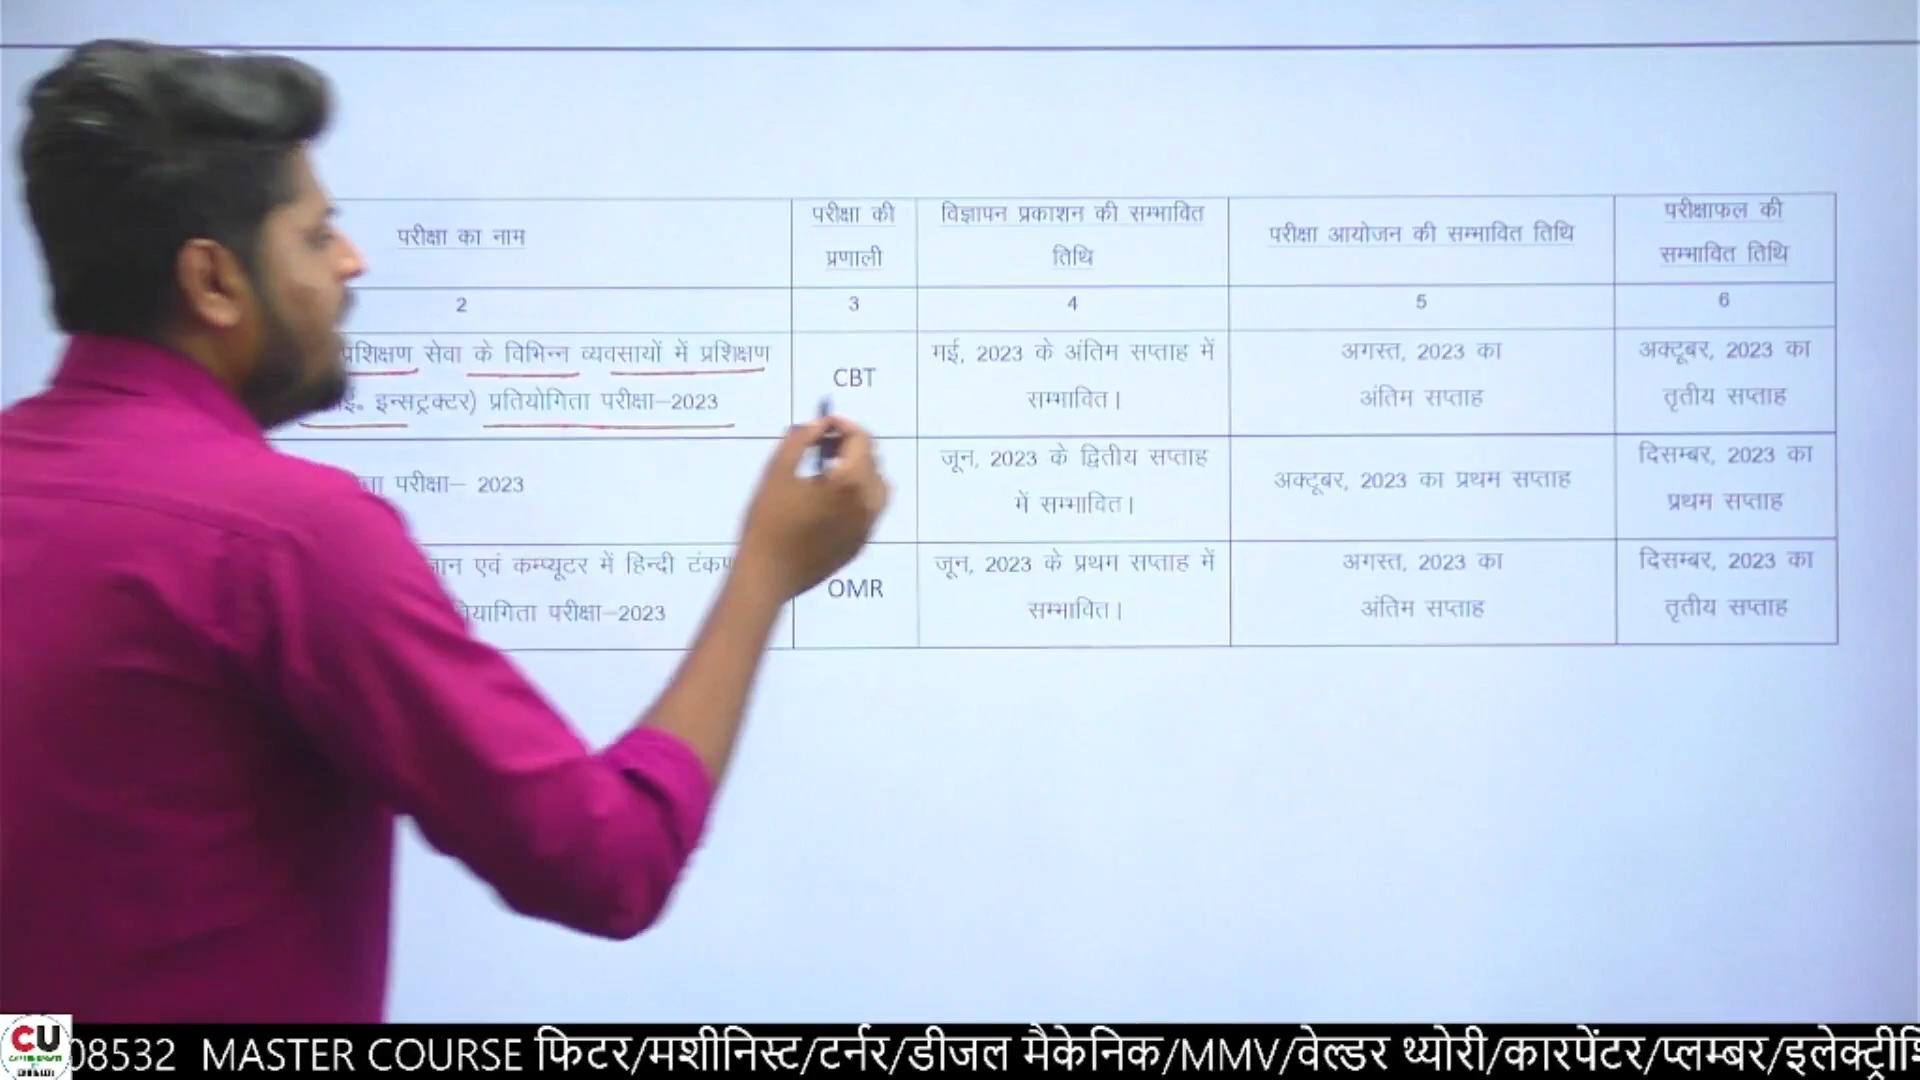 परीक्षा का नाम
परीक्षा की
प्रणाली
विज्ञापन प्रकाशन की सम्भावित
तिथि
परीक्षा आयोजन की सम्भावित तिथि
परीक्षाफल की
सम्भावित तिथि
2
3
4
5
6
प्रशिक्षण सेवा के विभिन्न व्यवसायों में प्रशिक्षण
इन्सट्रक्टर) प्रतियोगिता परीक्षा–2023
CBT
मई, 2023 के अंतिम सप्ताह में
सम्भावित।
अगस्त, 2023 का
अंतिम सप्ताह
अक्टूबर, 2023 का
तृतीय सप्ताह
परीक्षा– 2023
जून, 2023 के द्वितीय सप्ताह
में सम्भावित।
अक्टूबर, 2023 का प्रथम सप्ताह
दिसम्बर, 2023 का
प्रथम सप्ताह
एवं कम्प्यूटर में हिन्दी
परीक्षा–2023
OMR
जून, 2023 के प्रथम सप्ताह में
सम्भावित।
अगस्त, 2023 का
अंतिम सप्ताह
दिसम्बर, 2023 का
तृतीय सप्ताह
CU
08532 MASTER COURSE फिटर/मशीनिस्ट/टर्नर/डीजल मैकेनिक/MMV/वेल्डर थ्योरी/कारपेंटर/प्लम्बर/